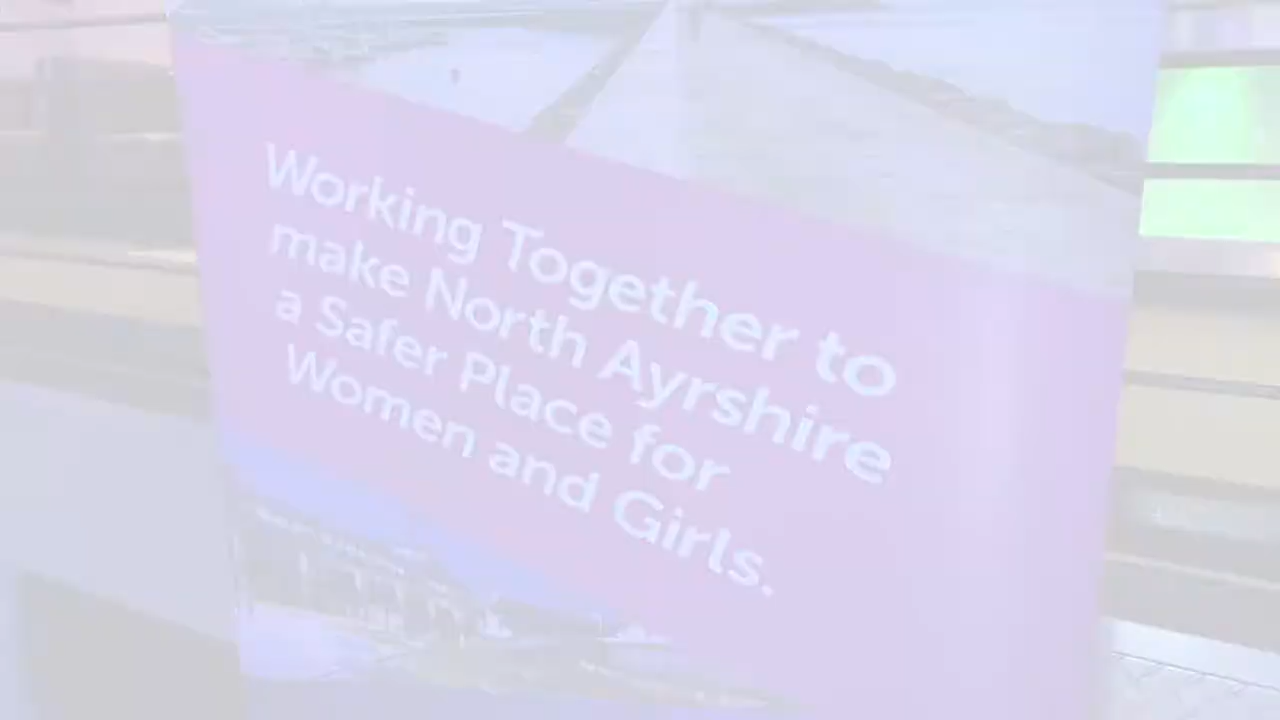 Working Together to
make North Ayrshire
a Safer Place for
Women and Girls.